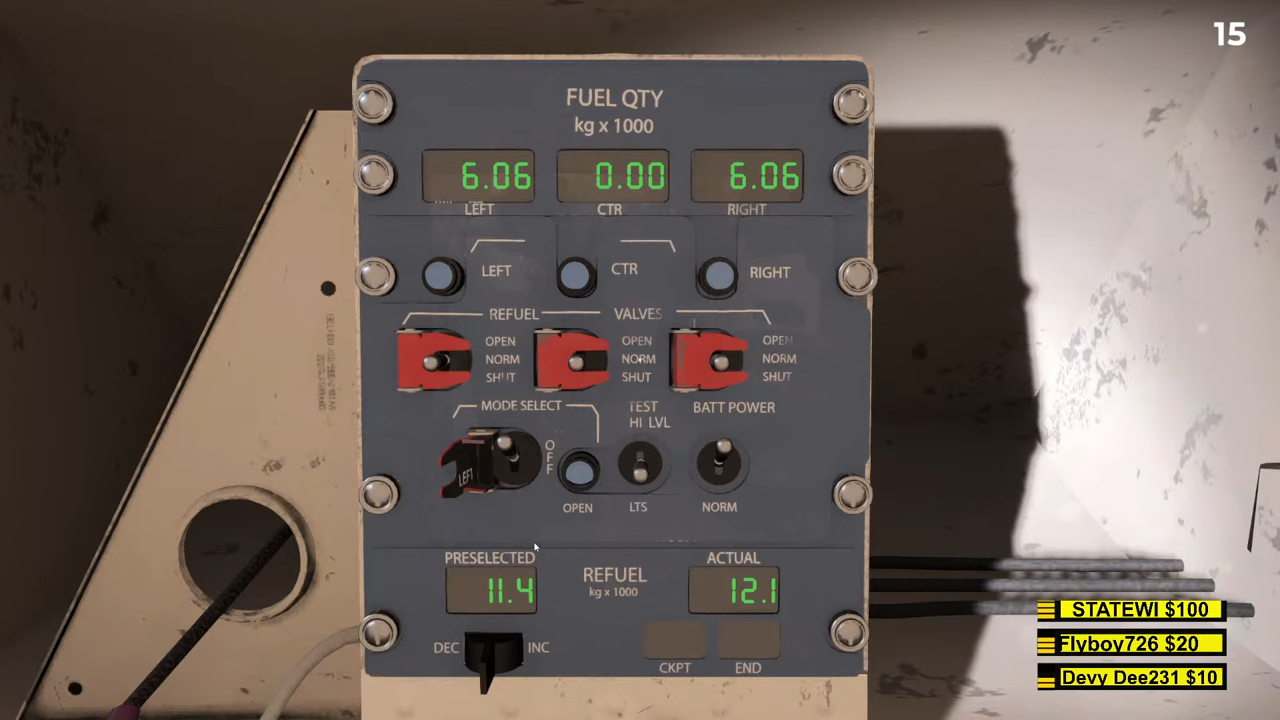 15
FUEL QTY
kg x 1000
6.06 0.00 6.06
LEFT CTR RIGHT
LEFT CTR RIGHT
REFUEL VALVES
OPEN OPEN OPEN
NORM NORM NORM
SHUT SHUT SHUT
MODE SELECT TEST BATT POWER
HI LVL
OFF
LEFT
OPEN LTS NORM
PRESELECTED REFUEL ACTUAL
11.4 kg x 1000 12.1
DEC INC CKPT END
STATEWI $100
Flyboy726 $20
Devy Dee231 $10